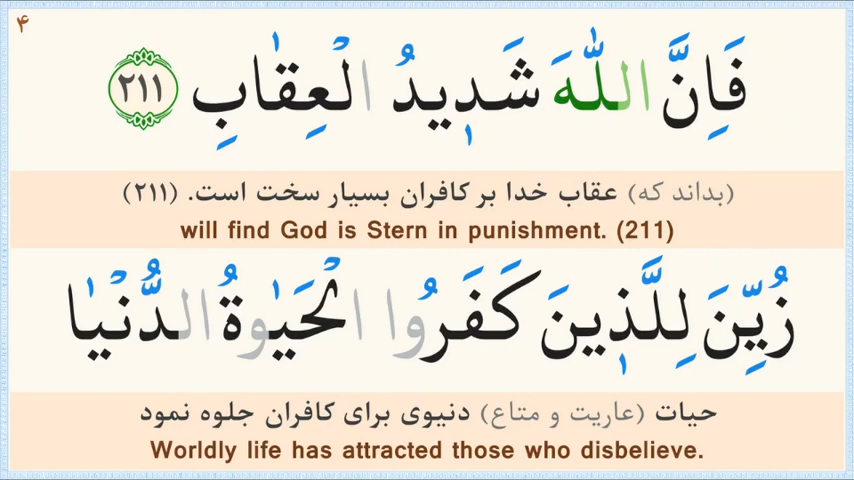 ۴
فَاِنَّ اللّٰهَ شَدٖيدُ الْعِقَابِ ۲۱۱
(بداند که) عقاب خدا بر کافران بسیار سخت است. (۲۱۱)
will find God is Stern in punishment. (211)
زُيِّنَ لِلَّذٖينَ كَفَرُوا الْحَيٰوةُ الدُّنْيَا
حیات (عاریت و متاع) دنیوی برای کافران جلوه نمود
Worldly life has attracted those who disbelieve.